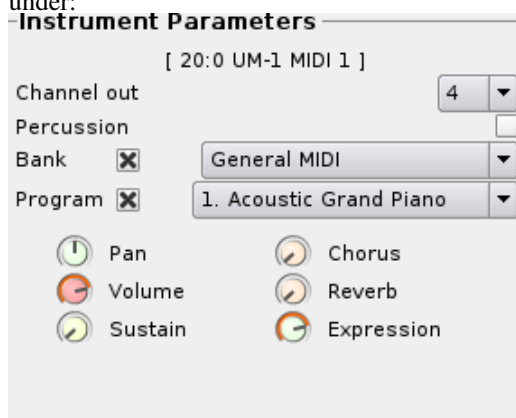 under:
Instrument Parameters
[ 20:0 UM-1 MIDI 1 ]
Channel out 4
Percussion
Bank General MIDI
Program 1. Acoustic Grand Piano
Pan Chorus
Volume Reverb
Sustain Expression